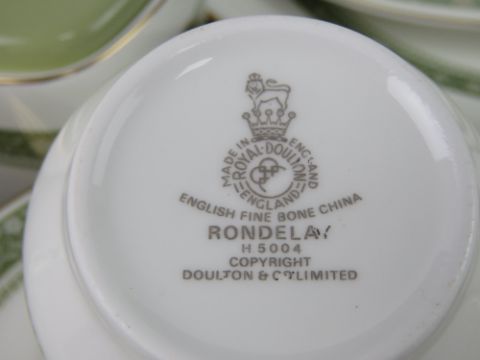 MADE IN ENGLAND
ROYAL·DOULTON
ENGLAND
ENGLISH FINE BONE CHINA
RONDELAY
H 5004
COPYRIGHT
DOULTON & CO LIMITED